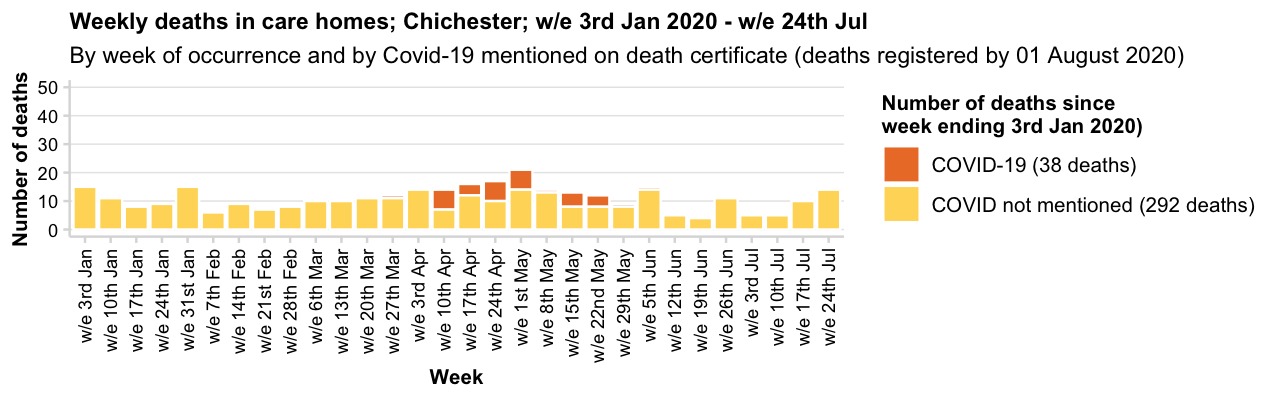 Weekly deaths in care homes; Chichester; w/e 3rd Jan 2020 - w/e 24th Jul
By week of occurrence and by Covid-19 mentioned on death certificate (deaths registered by 01 August 2020)
Number of deaths
50
40
30
20
10
0
w/e 3rd Jan
w/e 10th Jan
w/e 17th Jan
w/e 24th Jan
w/e 31st Jan
w/e 7th Feb
w/e 14th Feb
w/e 21st Feb
w/e 28th Feb
w/e 6th Mar
w/e 13th Mar
w/e 20th Mar
w/e 27th Mar
w/e 3rd Apr
w/e 10th Apr
w/e 17th Apr
w/e 24th Apr
w/e 1st May
w/e 8th May
w/e 15th May
w/e 22nd May
w/e 29th May
w/e 5th Jun
w/e 12th Jun
w/e 19th Jun
w/e 26th Jun
w/e 3rd Jul
w/e 10th Jul
w/e 17th Jul
w/e 24th Jul
Week
Number of deaths since
week ending 3rd Jan 2020)
COVID-19 (38 deaths)
COVID not mentioned (292 deaths)